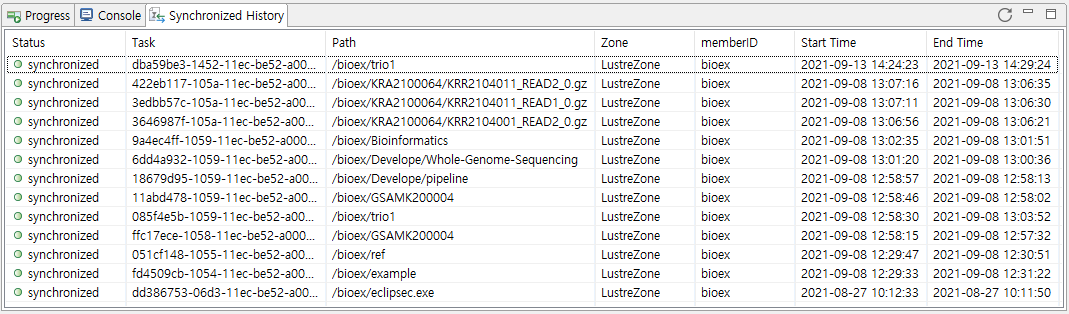 Progress Console Synchronized History
Status Task Path Zone memberID Start Time End Time
synchronized dba59be3-1452-11ec-be52-a00... /bioex/trio1 LustreZone bioex 2021-09-13 14:24:23 2021-09-13 14:29:24
synchronized 422eb117-105a-11ec-be52-a00... /bioex/KRA2100064/KRR2104011_READ2_0.gz LustreZone bioex 2021-09-08 13:07:16 2021-09-08 13:06:35
synchronized 3edbb57c-105a-11ec-be52-a00... /bioex/KRA2100064/KRR2104011_READ1_0.gz LustreZone bioex 2021-09-08 13:07:11 2021-09-08 13:06:30
synchronized 3646987f-105a-11ec-be52-a00... /bioex/KRA2100064/KRR2104001_READ2_0.gz LustreZone bioex 2021-09-08 13:06:56 2021-09-08 13:06:21
synchronized 9a4ec4ff-1059-11ec-be52-a00... /bioex/Bioinformatics LustreZone bioex 2021-09-08 13:02:35 2021-09-08 13:01:51
synchronized 6dd4a932-1059-11ec-be52-a00... /bioex/Develope/Whole-Genome-Sequencing LustreZone bioex 2021-09-08 13:01:20 2021-09-08 13:00:36
synchronized 18679d95-1059-11ec-be52-a00... /bioex/Develope/pipeline LustreZone bioex 2021-09-08 12:58:57 2021-09-08 12:58:13
synchronized 11abd478-1059-11ec-be52-a00... /bioex/GSAMK200004 LustreZone bioex 2021-09-08 12:58:46 2021-09-08 12:58:02
synchronized 085f4e5b-1059-11ec-be52-a00... /bioex/trio1 LustreZone bioex 2021-09-08 12:58:30 2021-09-08 13:03:52
synchronized ffc17ece-1058-11ec-be52-a000... /bioex/GSAMK200004 LustreZone bioex 2021-09-08 12:58:15 2021-09-08 12:57:32
synchronized 051cf148-1055-11ec-be52-a00... /bioex/ref LustreZone bioex 2021-09-08 12:29:47 2021-09-08 12:30:51
synchronized fd4509cb-1054-11ec-be52-a00... /bioex/example LustreZone bioex 2021-09-08 12:29:33 2021-09-08 12:31:22
synchronized dd386753-06d3-11ec-be52-a00... /bioex/eclipsec.exe LustreZone bioex 2021-08-27 10:12:33 2021-08-27 10:11:50